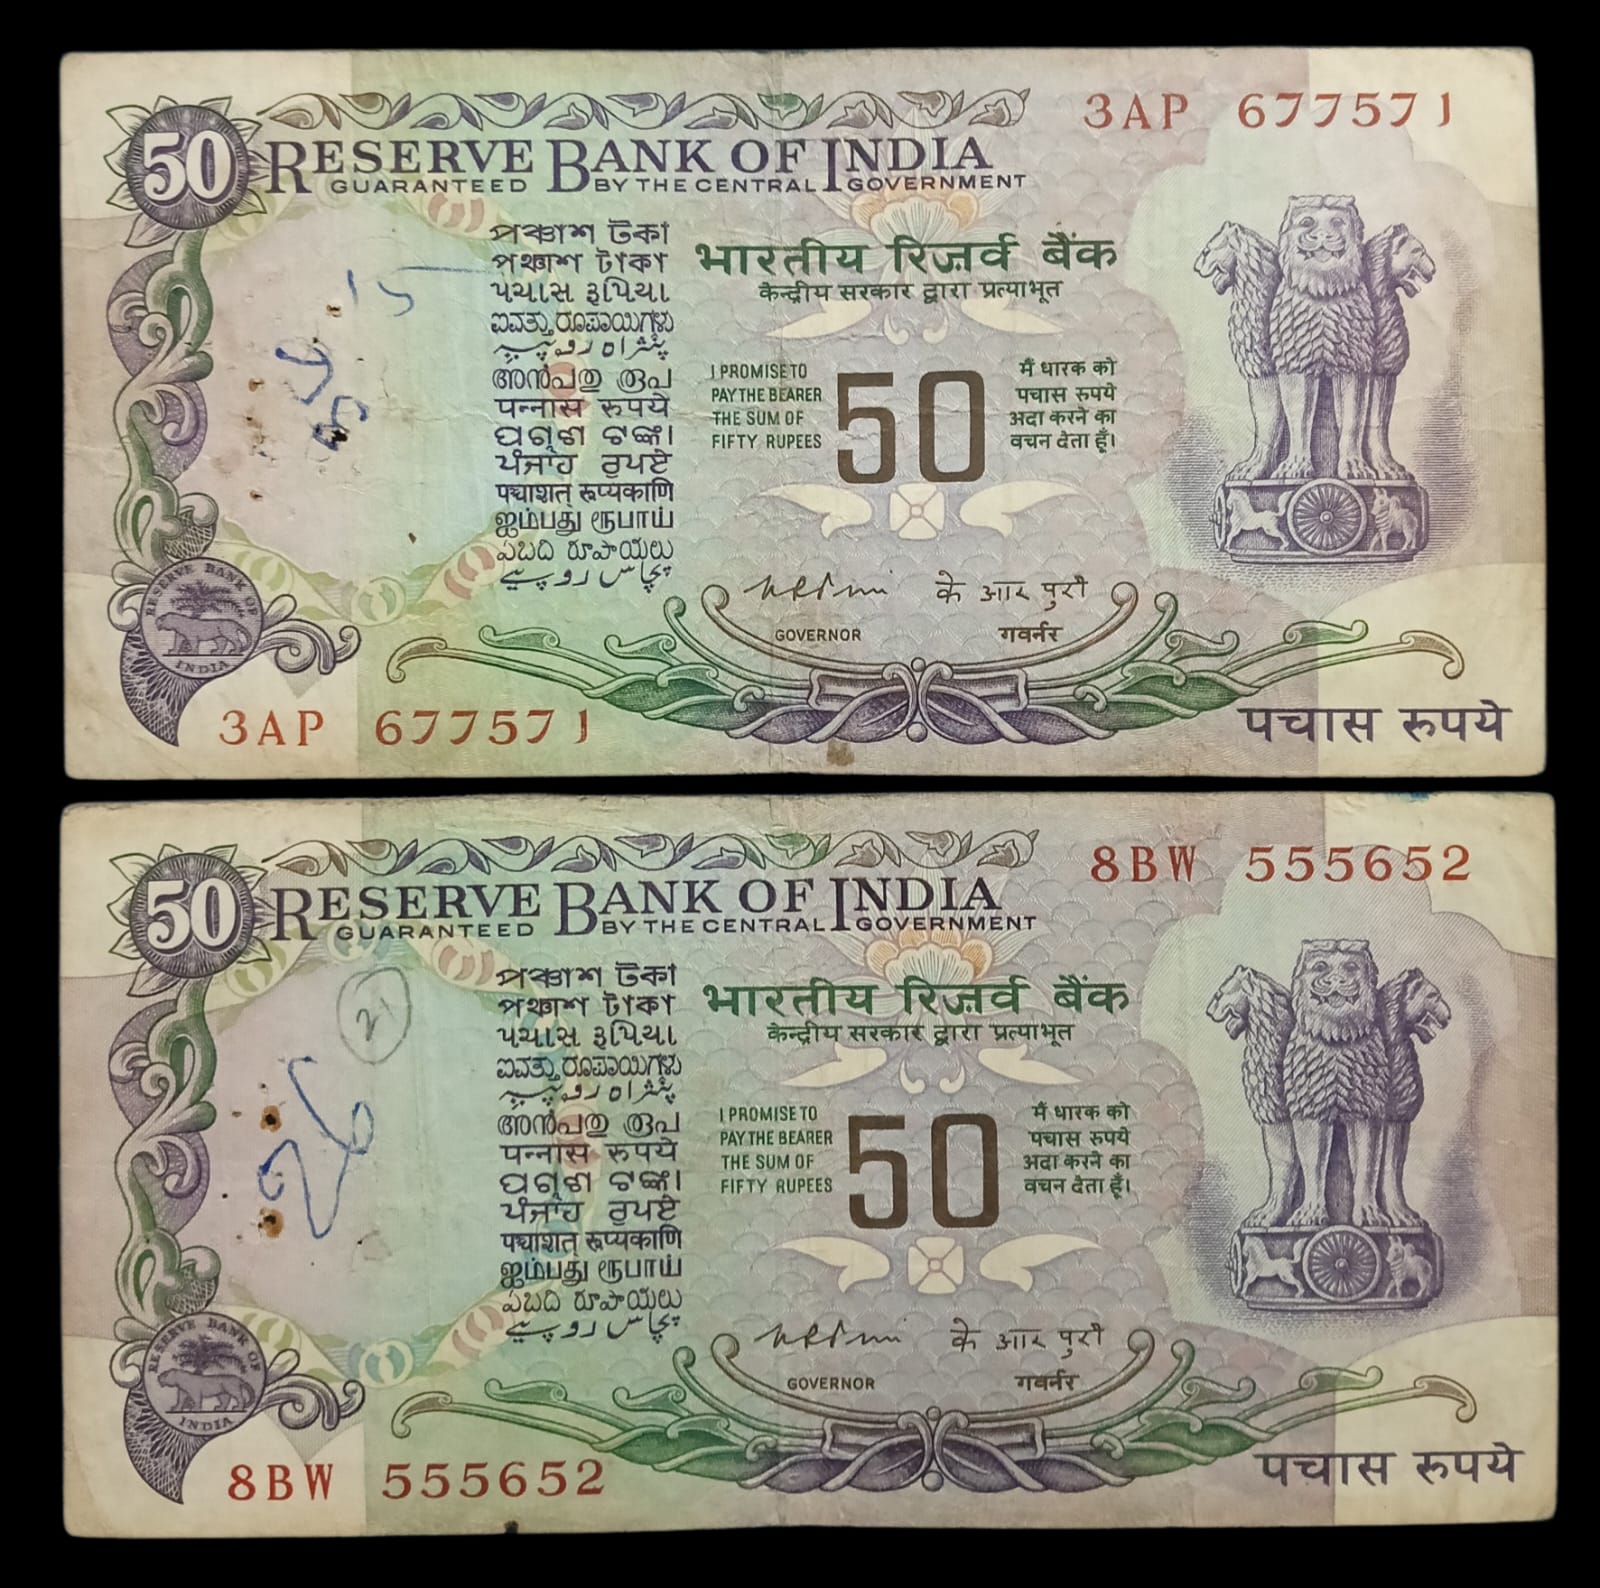 50
3AP 677571
RESERVE BANK OF INDIA
GUARANTEED BY THE CENTRAL GOVERNMENT
পঞ্চাশ টকা
পঞ্চাশ টাকা
પચાસ રૂપિયા
ಐವತ್ತು ರೂಪಾಯಿಗಳು
അൻപതു രൂപ
पन्नास रुपये
ପଚାଶ ଟଙ୍କା
ਪੰਜਾਹ ਰੁਪਏ
पञ्चाशत् रूप्यकाणि
ஐம்பது ரூபாய்
ఏబది రూపాయలు
پچاس روپیے
भारतीय रिज़र्व बैंक
केन्द्रीय सरकार द्वारा प्रत्याभूत
I PROMISE TO
PAY THE BEARER
THE SUM OF
FIFTY RUPEES
50
मैं धारक को
पचास रुपये
अदा करने का
वचन देता हूँ।
के आर पुरी
GOVERNOR गवर्नर
RESERVE BANK OF INDIA
3AP 677571
पचास रुपये
15
50
8BW 555652
RESERVE BANK OF INDIA
GUARANTEED BY THE CENTRAL GOVERNMENT
পঞ্চাশ টকা
পঞ্চাশ টাকা
પચાસ રૂપિયા
ಐವತ್ತು ರೂಪಾಯಿಗಳು
അൻപതു രൂപ
पन्नास रुपये
ପଚାଶ ଟଙ୍କା
ਪੰਜਾਹ ਰੁਪਏ
पञ्चाशत् रूप्यकाणि
ஐம்பது ரூபாய்
ఏబది రూపాయలు
پچاس روپیے
भारतीय रिज़र्व बैंक
केन्द्रीय सरकार द्वारा प्रत्याभूत
I PROMISE TO
PAY THE BEARER
THE SUM OF
FIFTY RUPEES
50
मैं धारक को
पचास रुपये
अदा करने का
वचन देता हूँ।
के आर पुरी
GOVERNOR गवर्नर
RESERVE BANK OF INDIA
8BW 555652
पचास रुपये
21
26